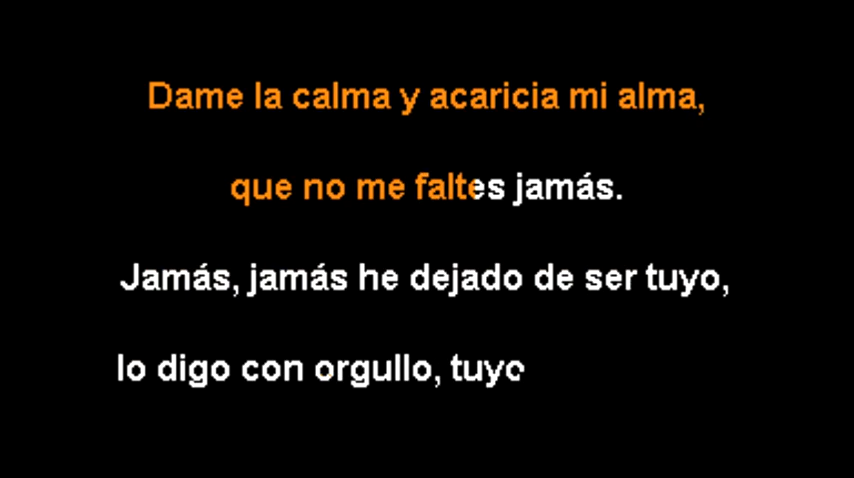 Dame la calma y acaricia mi alma,
que no me faltes jamás.
Jamás, jamás he dejado de ser tuyo,
lo digo con orgullo, tuyo